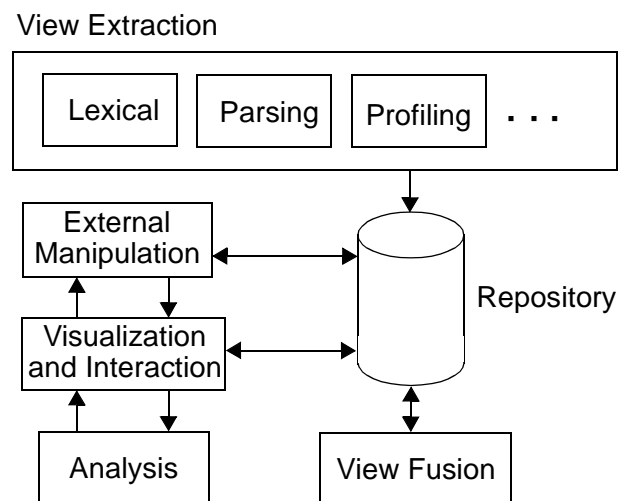 View Extraction
Lexical
Parsing
Profiling
. . .
External
Manipulation
Repository
Visualization
and Interaction
Analysis
View Fusion